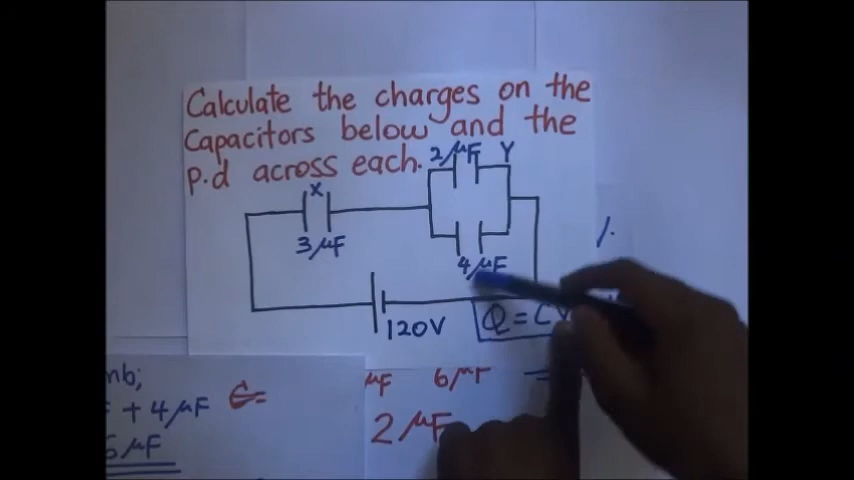 Calculate the charges on the
Capacitors below and the
p.d across each.
2μF Y
X
3μF
4μF
120V
Q = CV
+ 4μF
μF 6μF =
2μF